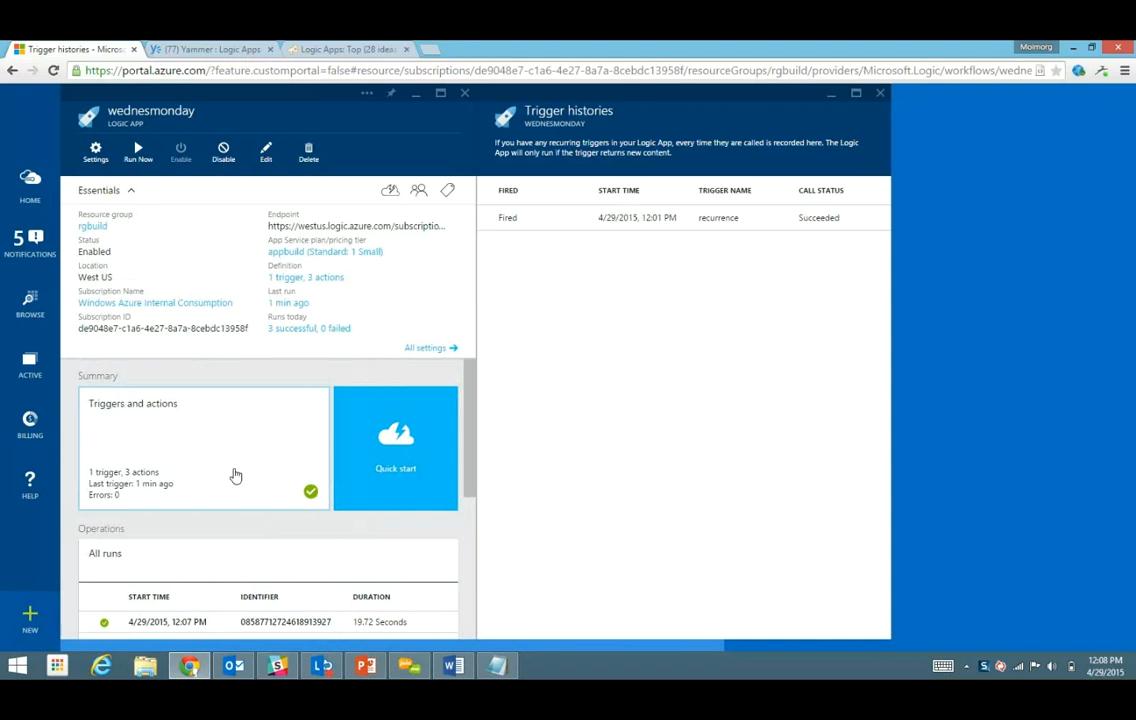 Trigger histories - Micros
(77) Yammer : Logic Apps
Logic Apps: Top (28 ideas
Moimorg
https://portal.azure.com/?feature.customportal=false#resource/subscriptions/de9048e7-c1a6-4e27-8a7a-8cebdc13958f/resourceGroups/rgbuild/providers/Microsoft.Logic/workflows/wedne
wednesmonday
LOGIC APP
Settings
Run Now
Enable
Disable
Edit
Delete
Trigger histories
WEDNESMONDAY
If you have any recurring triggers in your Logic App, every time they are called is recorded here. The Logic
App will only run if the trigger returns new content.
HOME
5
NOTIFICATIONS
BROWSE
ACTIVE
BILLING
HELP
NEW
Essentials
Resource group
rgbuild
Status
Enabled
Location
West US
Subscription Name
Windows Azure Internal Consumption
Subscription ID
de9048e7-c1a6-4e27-8a7a-8cebdc13958f
Endpoint
https://westus.logic.azure.com/subscriptio...
App Service plan/pricing tier
appbuild (Standard: 1 Small)
Definition
1 trigger, 3 actions
Last run
1 min ago
Runs today
3 successful, 0 failed
All settings
Summary
Triggers and actions
1 trigger, 3 actions
Last trigger: 1 min ago
Errors: 0
Quick start
Operations
All runs
START TIME IDENTIFIER DURATION
4/29/2015, 12:07 PM 08587712724618913927 19.72 Seconds
FIRED START TIME TRIGGER NAME CALL STATUS
Fired 4/29/2015, 12:01 PM recurrence Succeeded
12:08 PM
4/29/2015